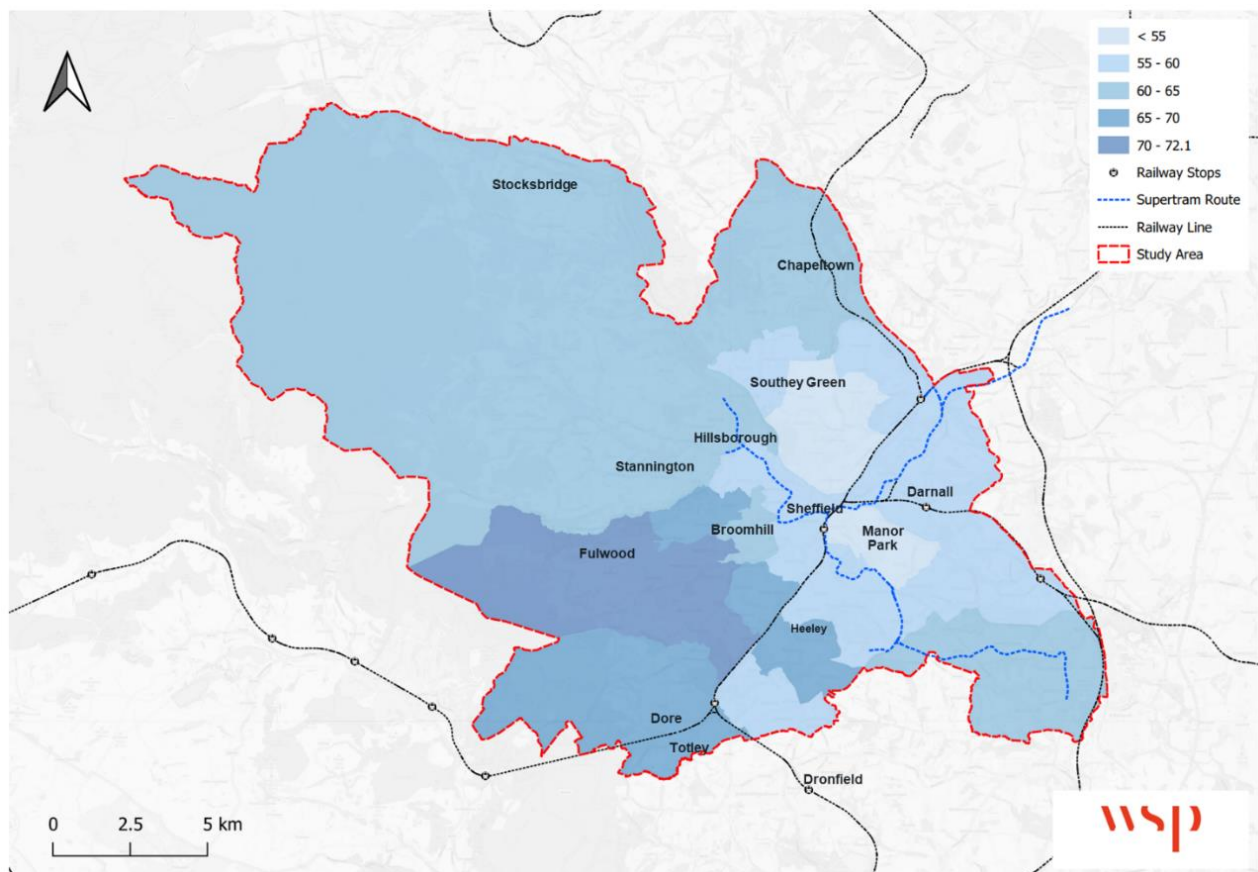 < 55
55 - 60
60 - 65
65 - 70
70 - 72.1
Railway Stops
Supertram Route
Railway Line
Study Area
Stocksbridge
Chapeltown
Southey Green
Hillsborough
Stannington
Darnall
Sheffield
Broomhill
Manor
Park
Fulwood
Heeley
Dore
Totley
Dronfield
0 2.5 5 km
wsp